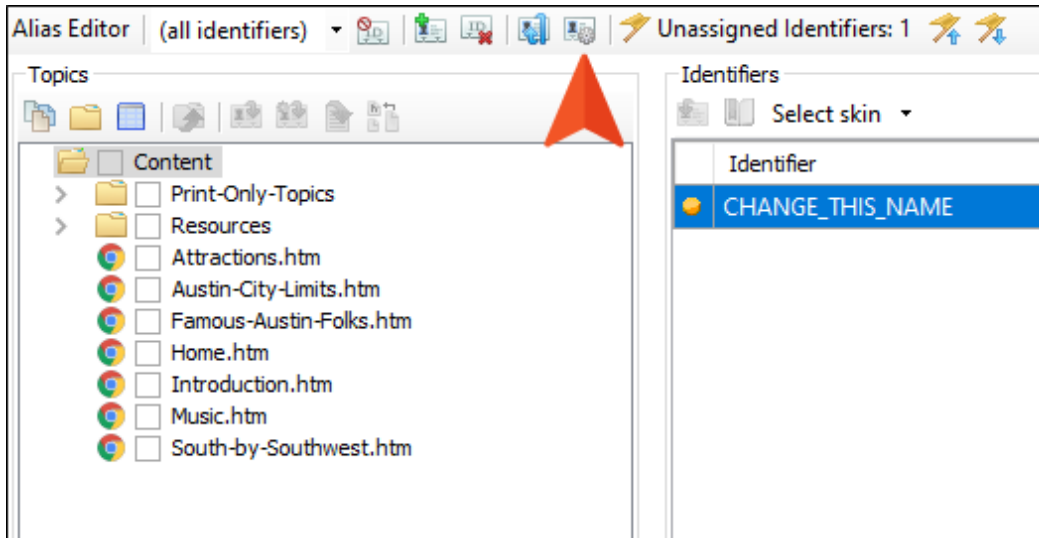 Alias Editor (all identifiers) Unassigned Identifiers: 1
Topics
Content
Print-Only-Topics
Resources
Attractions.htm
Austin-City-Limits.htm
Famous-Austin-Folks.htm
Home.htm
Introduction.htm
Music.htm
South-by-Southwest.htm
Identifiers
Select skin
Identifier
CHANGE_THIS_NAME